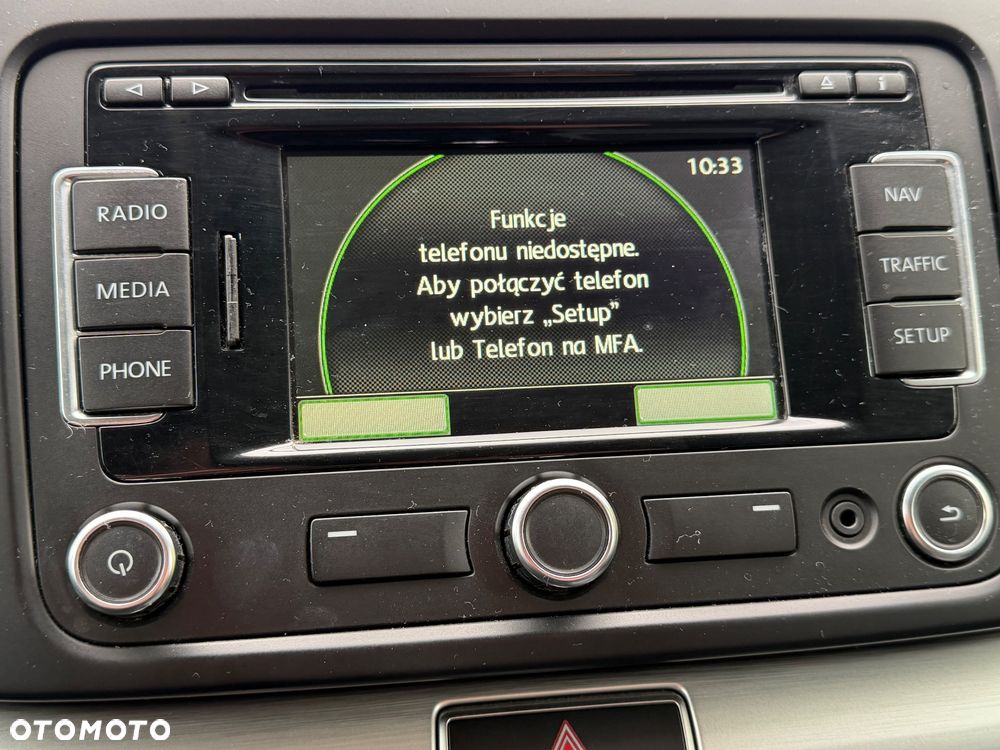 RADIO
MEDIA
PHONE
10:33
Funkcje
telefonu niedostępne.
Aby połączyć telefon
wybierz „Setup”
lub Telefon na MFA.
NAV
TRAFFIC
SETUP
i
OTOMOTO